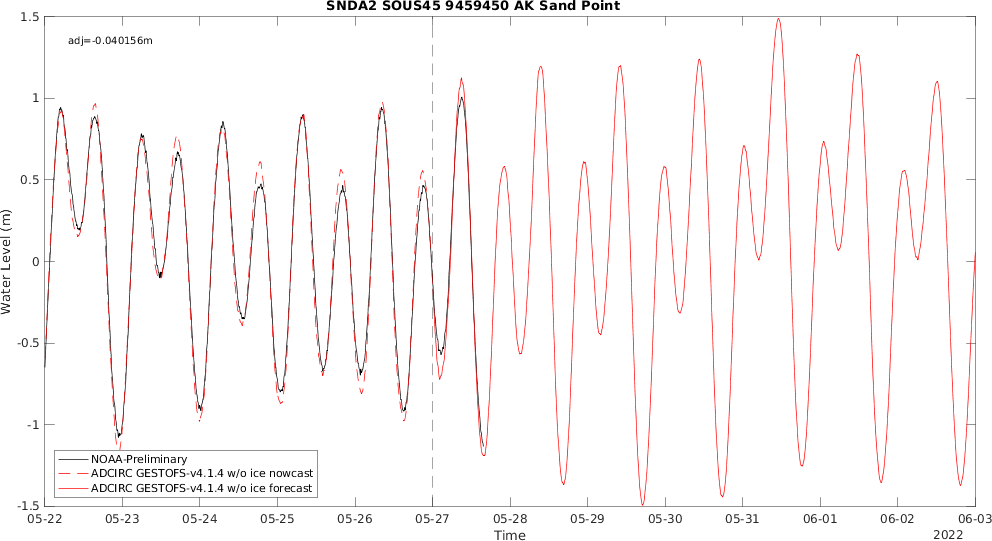 SNDA2 SOUS45 9459450 AK Sand Point
adj=-0.040156m
1.5
1
0.5
0
-0.5
-1
-1.5
Water Level (m)
NOAA-Preliminary
ADCIRC GESTOFS-v4.1.4 w/o ice nowcast
ADCIRC GESTOFS-v4.1.4 w/o ice forecast
05-22 05-23 05-24 05-25 05-26 05-27 05-28 05-29 05-30 05-31 06-01 06-02 06-03
Time
2022